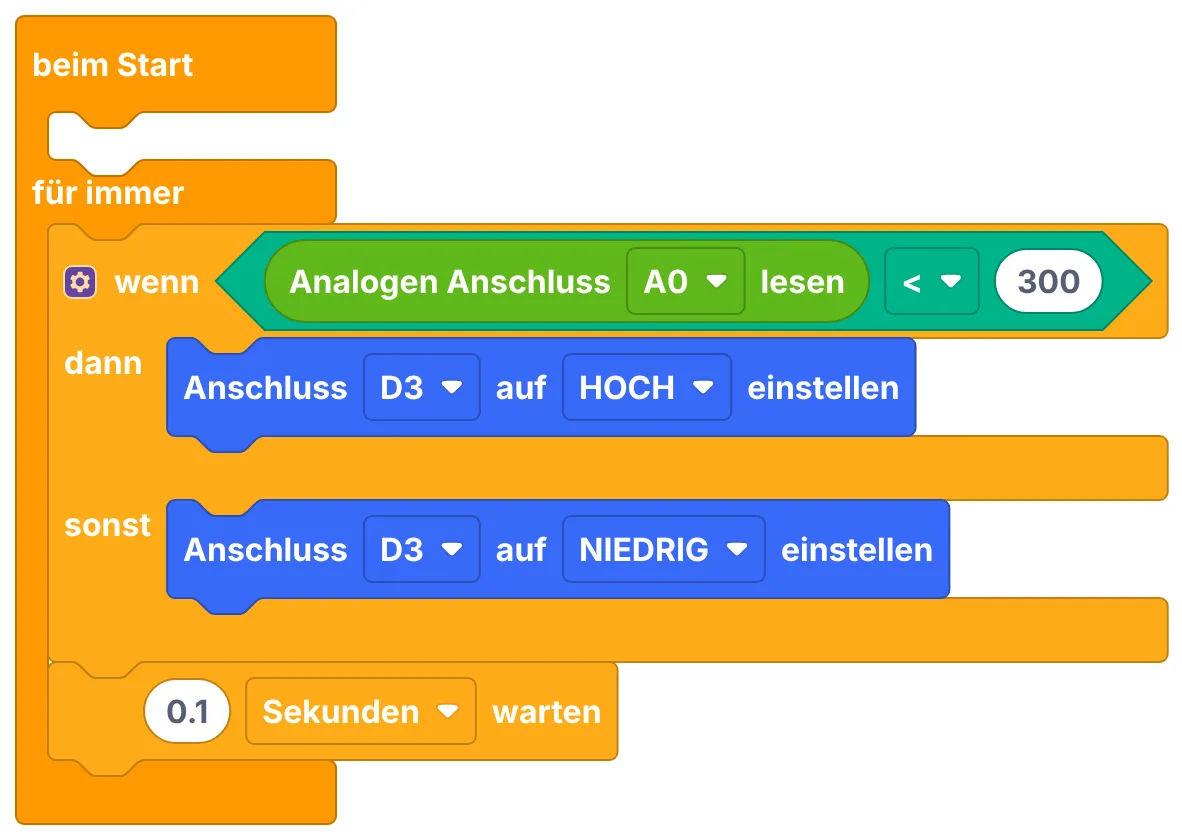 beim Start
für immer
wenn Analogen Anschluss A0 lesen < 300
dann Anschluss D3 auf HOCH einstellen
sonst Anschluss D3 auf NIEDRIG einstellen
0.1 Sekunden warten